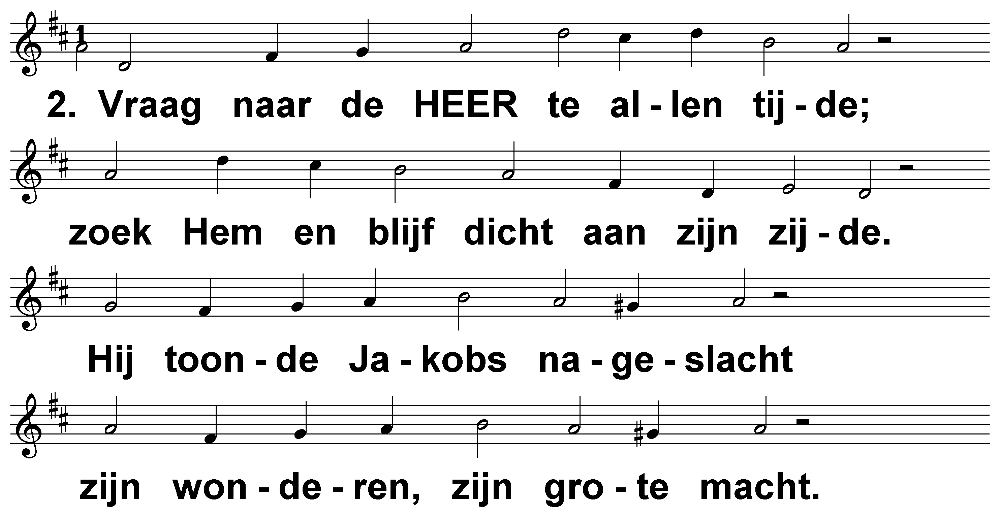 1
2. Vraag naar de HEER te al - len tij - de;
zoek Hem en blijf dicht aan zijn zij - de.
Hij toon - de Ja - kobs na - ge - slacht
zijn won - de - ren, zijn gro - te macht.